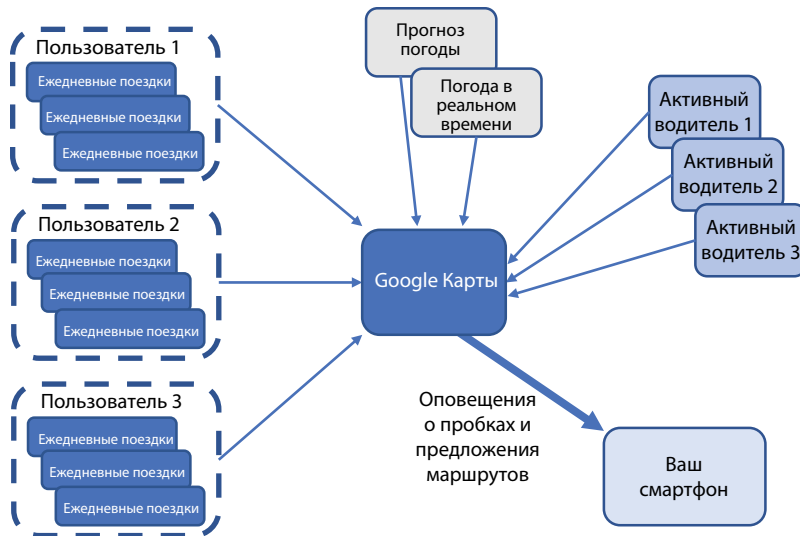 Пользователь 1
Ежедневные поездки
Ежедневные поездки
Ежедневные поездки
Пользователь 2
Ежедневные поездки
Ежедневные поездки
Ежедневные поездки
Пользователь 3
Ежедневные поездки
Ежедневные поездки
Ежедневные поездки
Прогноз
погоды
Погода в
реальном
времени
Google Карты
Активный
водитель 1
Активный
водитель 2
Активный
водитель 3
Оповещения
о пробках и
предложения
маршрутов
Ваш
смартфон